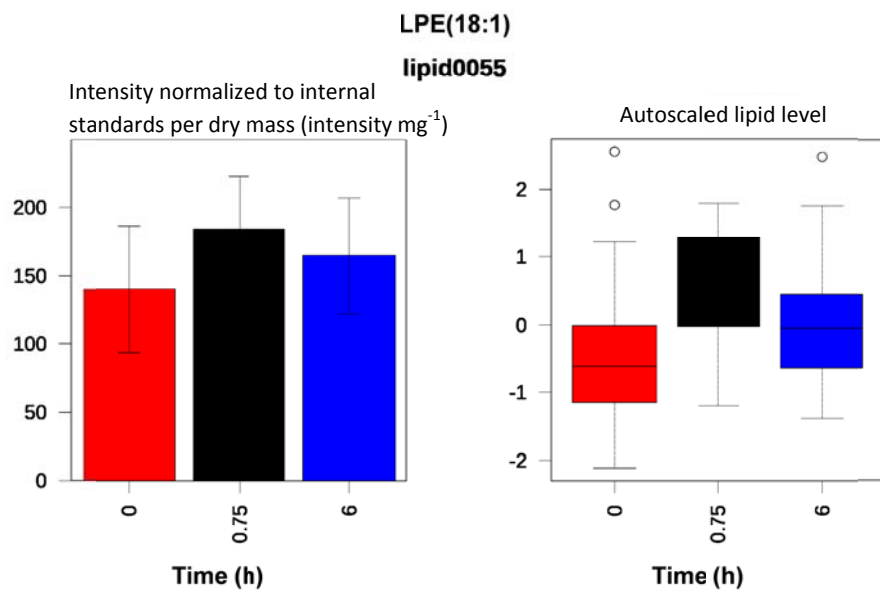 LPE(18:1)
lipid0055
Intensity normalized to internal
standards per dry mass (intensity mg⁻¹)
200
150
100
50
0
0
0.75
6
Time (h)
Autoscaled lipid level
2
1
0
-1
-2
0
0.75
6
Time (h)